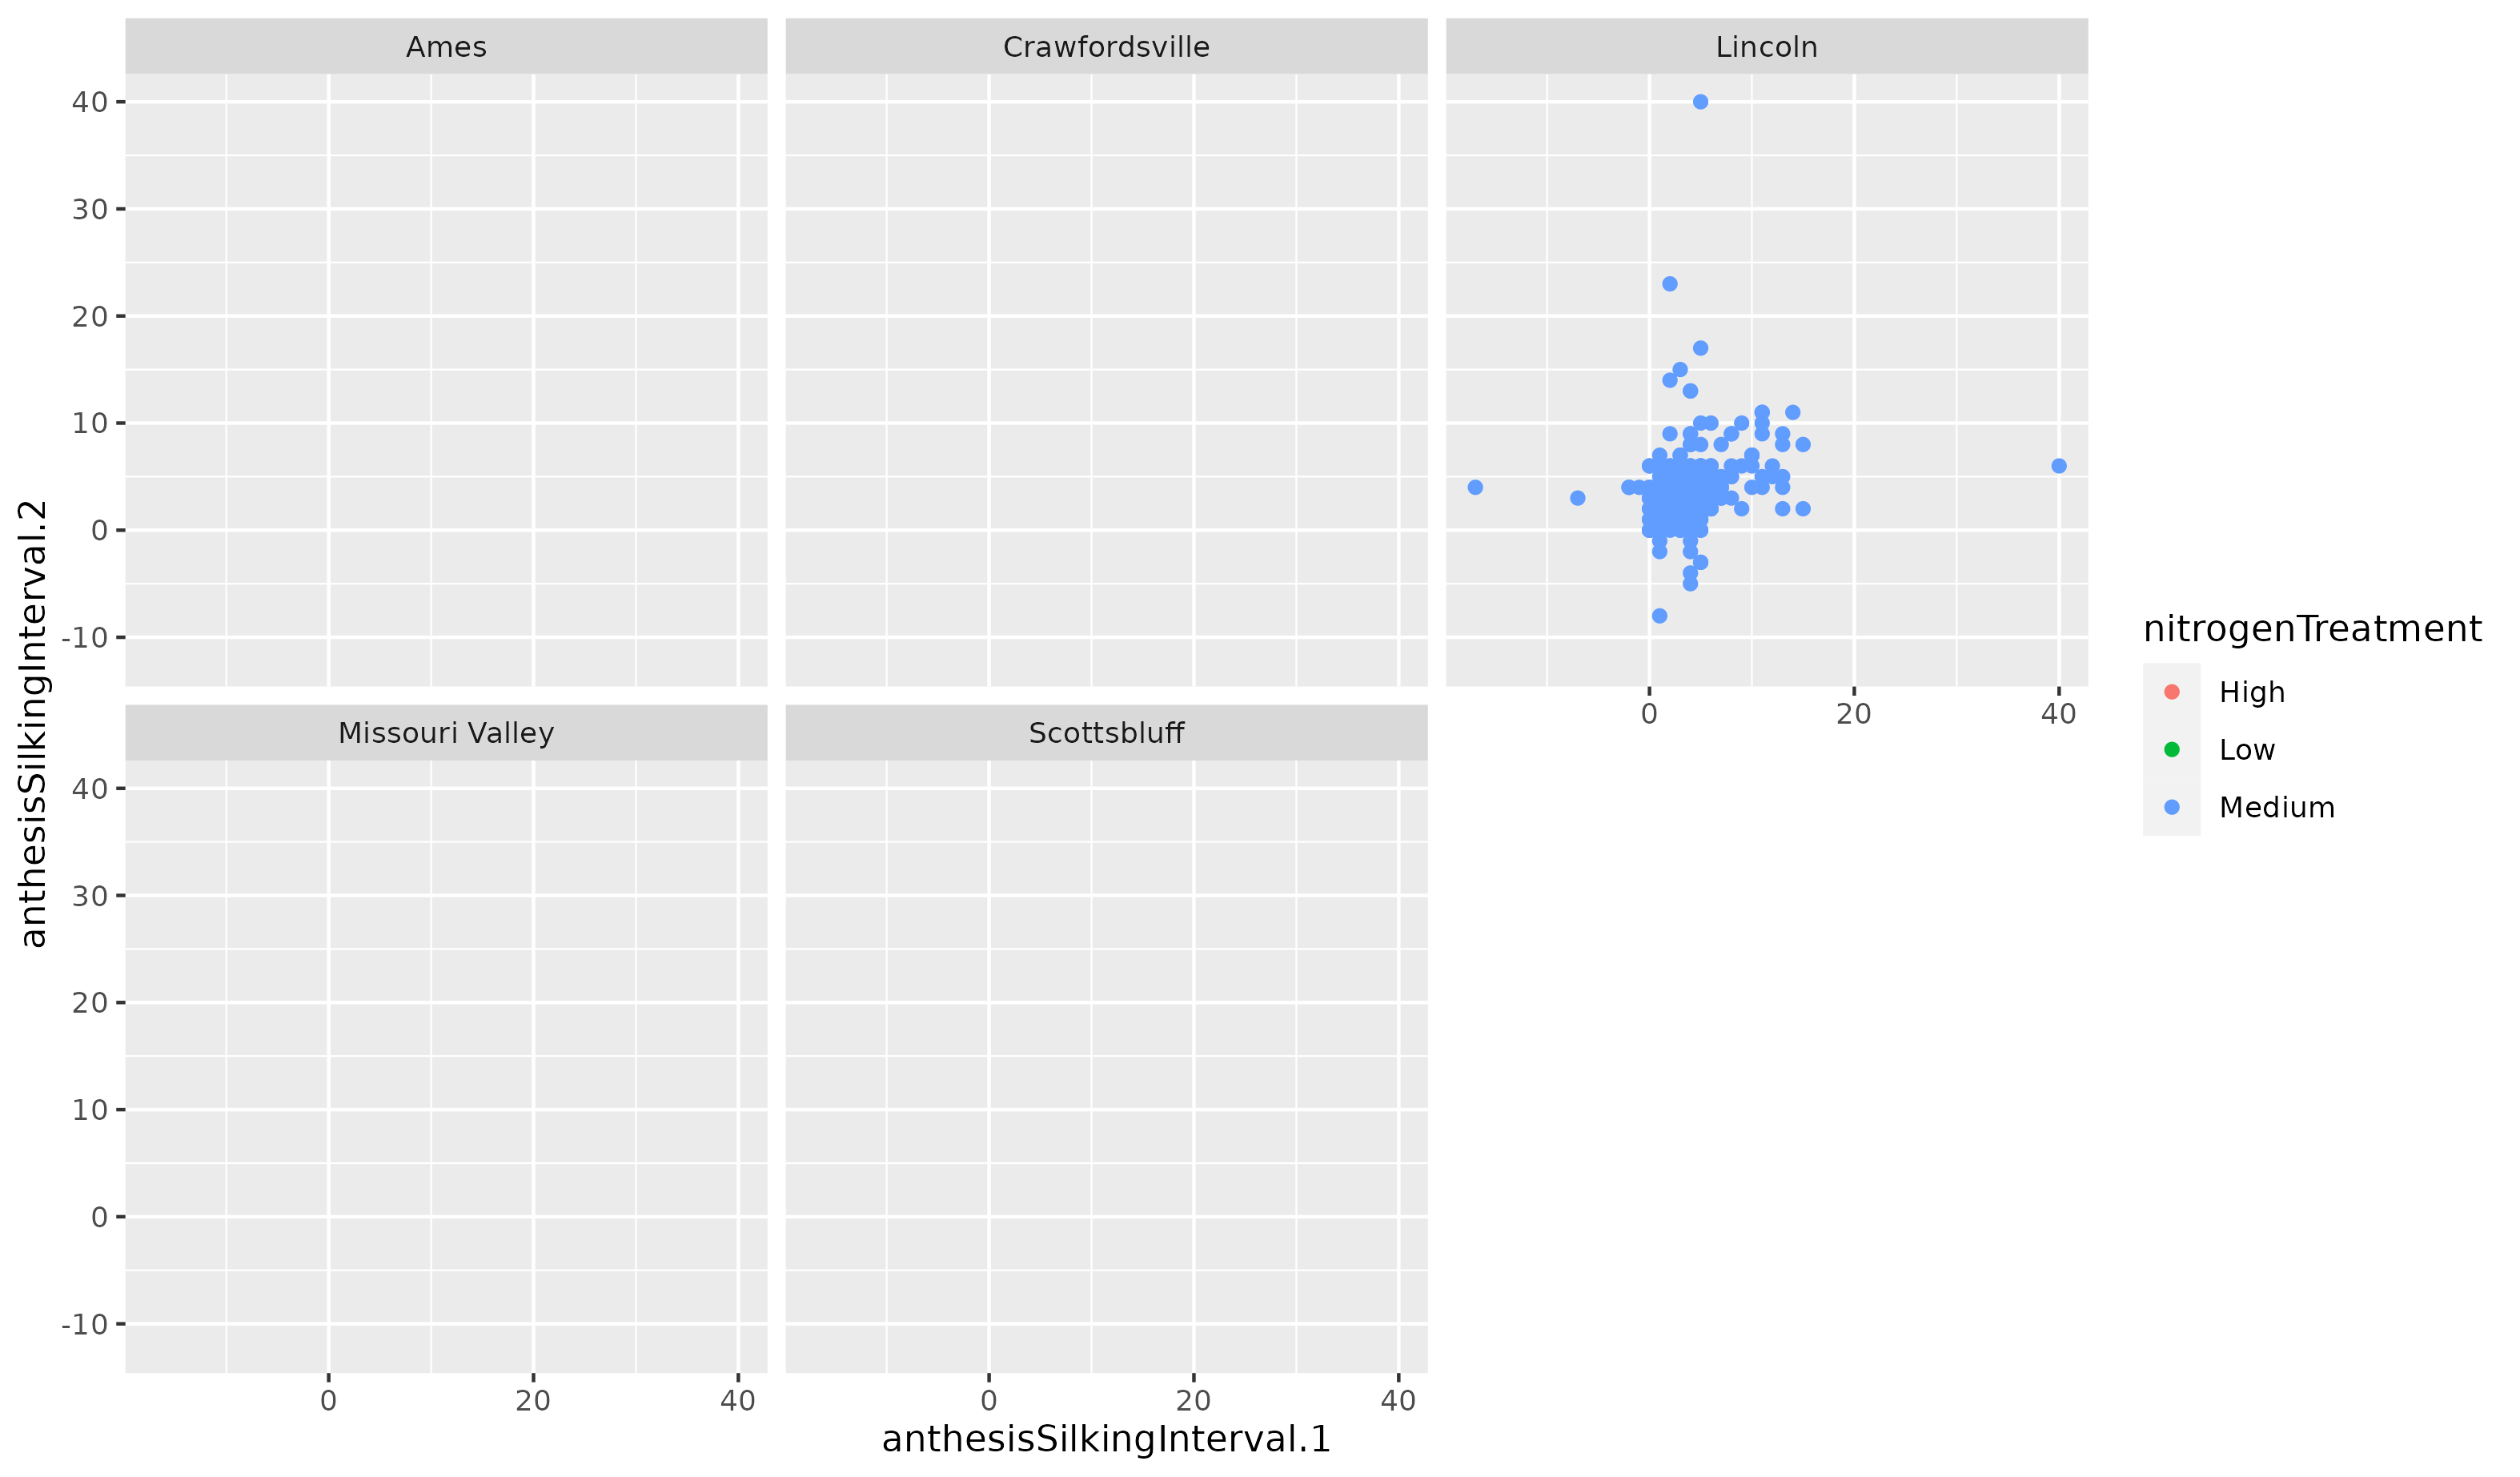 Ames
Crawfordsville
Lincoln
40
30
20
10
0
-10
0 20 40
Missouri Valley
Scottsbluff
40
30
20
10
0
-10
0 20 40
0 20 40
anthesisSilkingInterval.1
anthesisSilkingInterval.2
nitrogenTreatment
High
Low
Medium